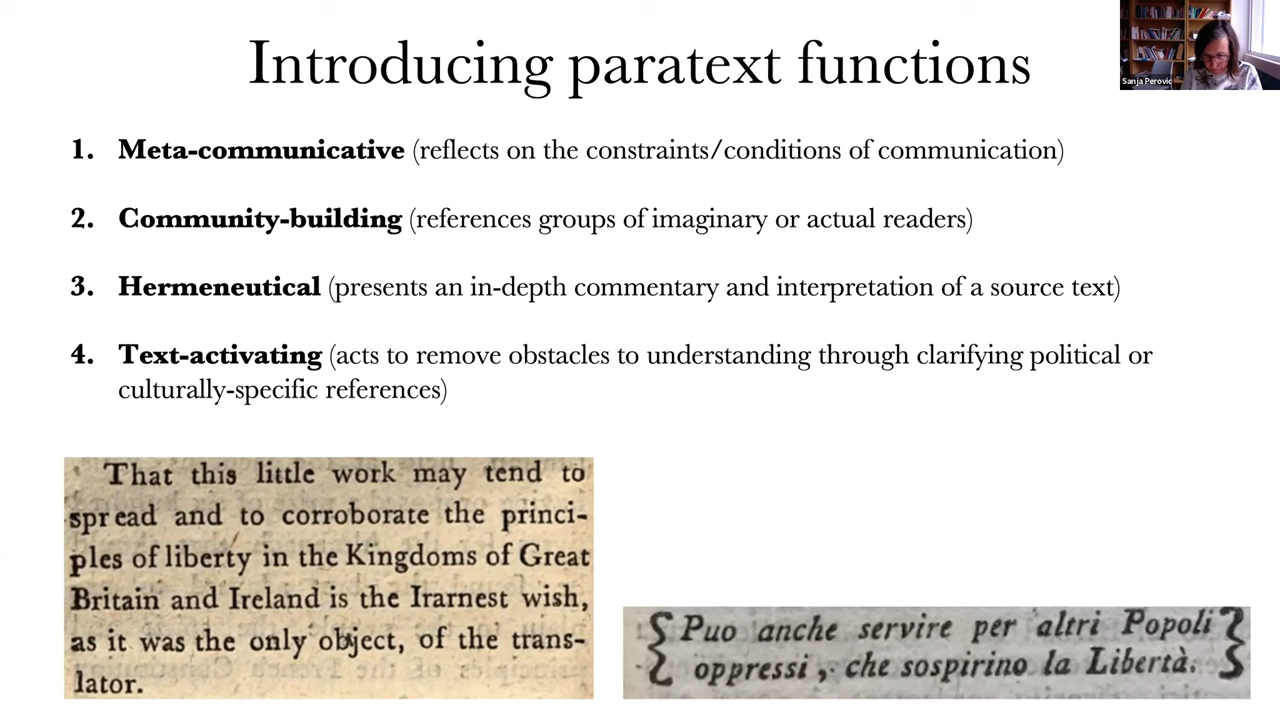 Introducing paratext functions
Sanja Perovic
1. Meta-communicative (reflects on the constraints/conditions of communication)
2. Community-building (references groups of imaginary or actual readers)
3. Hermeneutical (presents an in-depth commentary and interpretation of a source text)
4. Text-activating (acts to remove obstacles to understanding through clarifying political or
culturally-specific references)
That this little work may tend to
spread and to corroborate the princi-
ples of liberty in the Kingdoms of Great
Britain and Ireland is the Irarnest wish,
as it was the only object, of the trans-
lator.
Puo anche servire per altri Popoli
oppressi, che sospirino la Libertà.